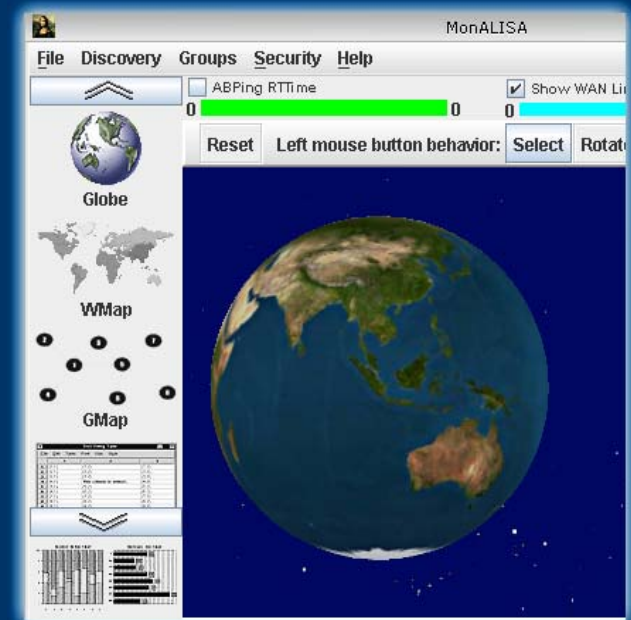 MonALISA
File Discovery Groups Security Help
ABPing RTTime
Show WAN Li
0 0 0
Reset Left mouse button behavior: Select Rotat
Globe
WMap
GMap